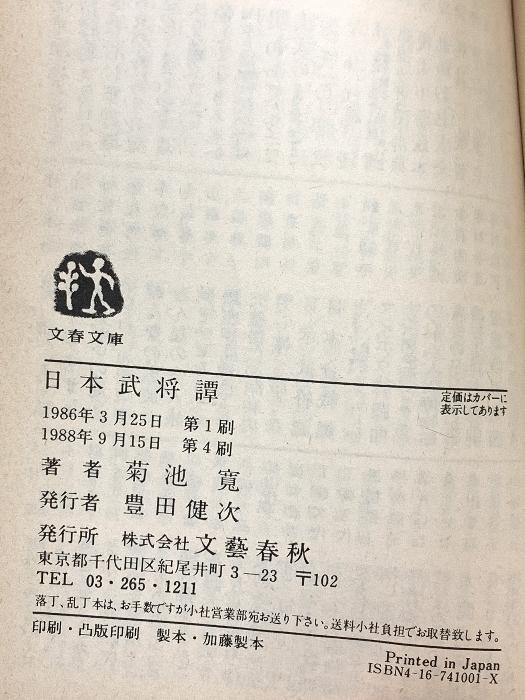 文春文庫
日本武将譚
定価はカバーに
表示してあります
1986年3月25日 第1刷
1988年9月15日 第4刷
著者 菊池 寛
発行者 豊田健次
発行所 株式会社 文藝春秋
東京都千代田区紀尾井町3―23 〒102
TEL 03・265・1211
落丁、乱丁本は、お手数ですが小社営業部宛お送り下さい。送料小社負担でお取替致します。
印刷・凸版印刷 製本・加藤製本
Printed in Japan
ISBN4-16-741001-X